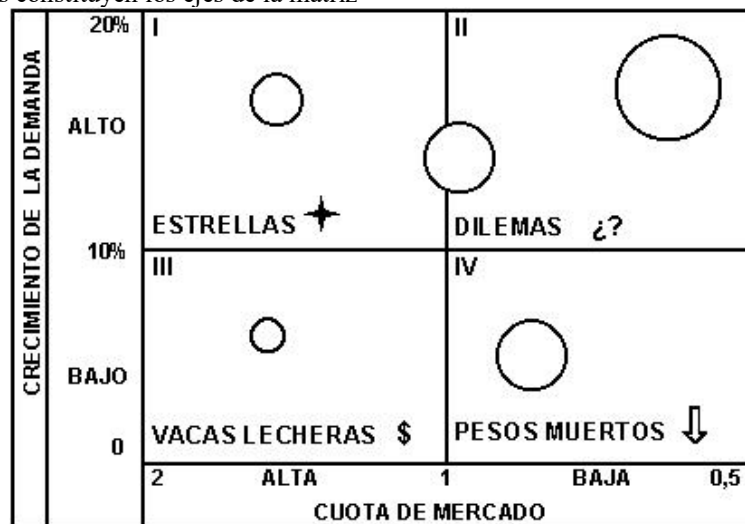 s constituyen los ejes de la matriz
CRECIMIENTO DE LA DEMANDA
20%
ALTO
10%
BAJO
0
I
ESTRELLAS
II
DILEMAS ¿?
III
VACAS LECHERAS $
IV
PESOS MUERTOS
2 ALTA 1 BAJA 0,5
CUOTA DE MERCADO